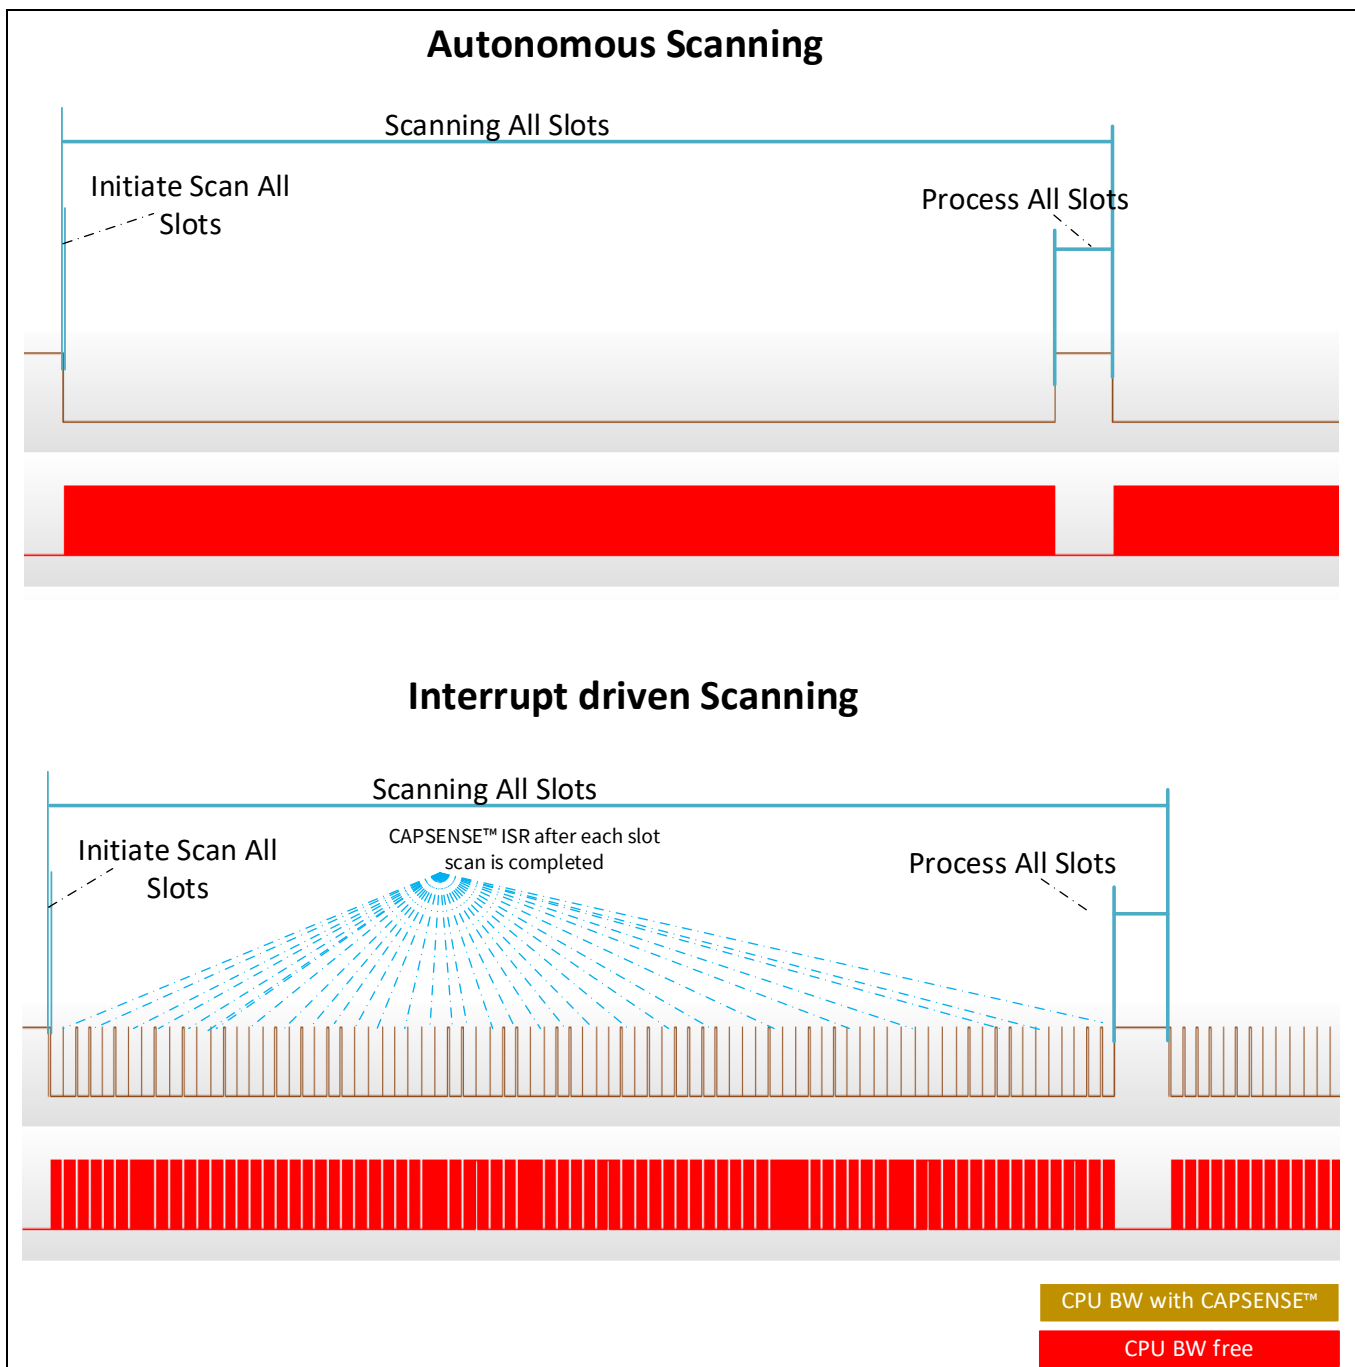 Autonomous Scanning
Scanning All Slots
Initiate Scan All
Slots
Process All Slots
Interrupt driven Scanning
Scanning All Slots
CAPSENSE™ ISR after each slot
scan is completed
Initiate Scan All
Slots
Process All Slots
CPU BW with CAPSENSE™
CPU BW free